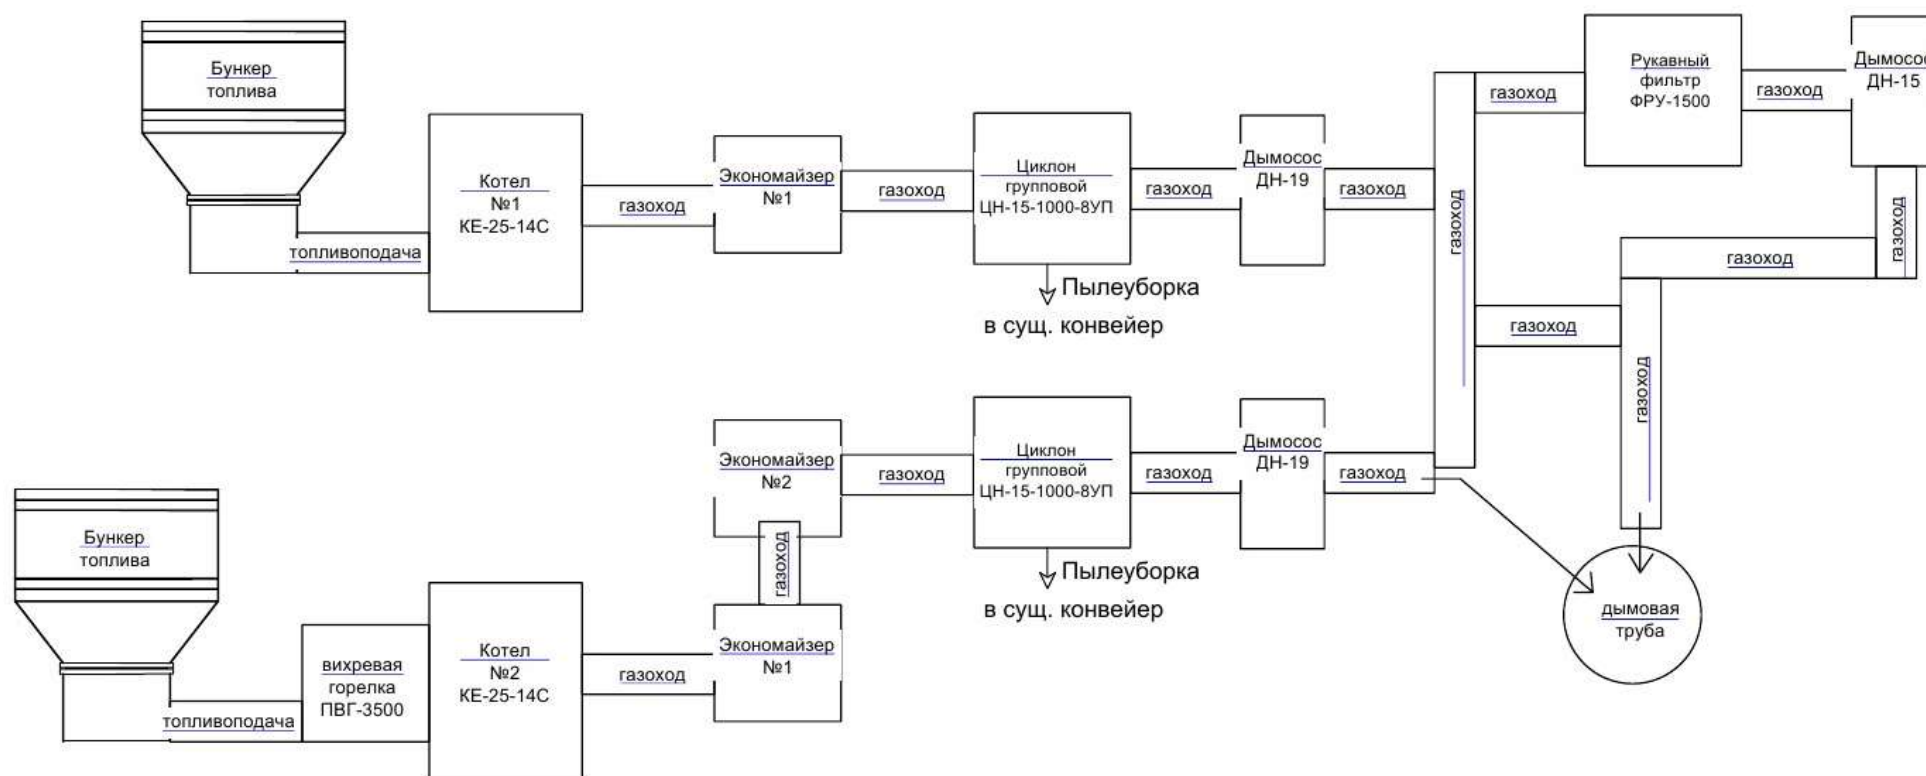 Бункер
топлива
топливоподача
Котел
№1
КЕ-25-14С
газоход
Экономайзер
№1
газоход
Циклон
групповой
ЦН-15-1000-8УП
Пылеуборка
в сущ. конвейер
газоход
Дымосос
ДН-19
газоход
газоход
газоход
Рукавный
фильтр
ФРУ-1500
газоход
Дымосос
ДН-15
газоход
газоход
газоход
газоход
Бункер
топлива
топливоподача
вихревая
горелка
ПВГ-3500
Котел
№2
КЕ-25-14С
газоход
Экономайзер
№1
газоход
Экономайзер
№2
газоход
Циклон
групповой
ЦН-15-1000-8УП
Пылеуборка
в сущ. конвейер
газоход
Дымосос
ДН-19
газоход
дымовая
труба